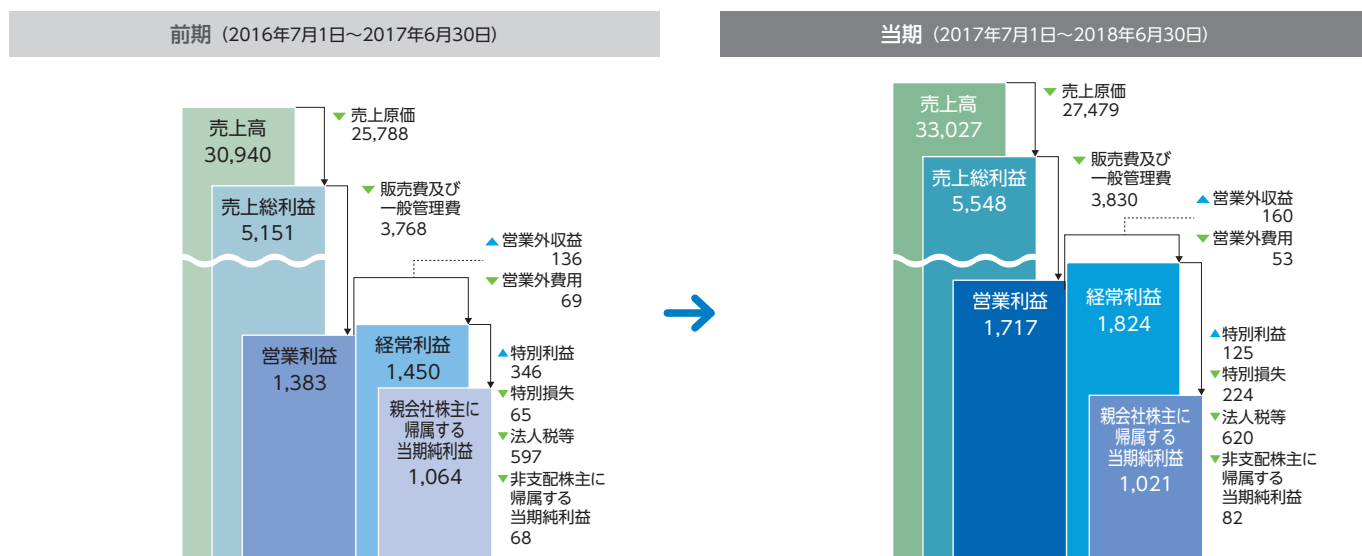 前期（2016年7月1日～2017年6月30日）
売上高
30,940
▼売上原価
25,788
売上総利益
5,151
▼販売費及び
一般管理費
3,768
▲営業外収益
136
▼営業外費用
69
営業利益
1,383
経常利益
1,450
▲特別利益
346
▼特別損失
65
▼法人税等
597
▼非支配株主に
帰属する
当期純利益
68
親会社株主に
帰属する
当期純利益
1,064
当期（2017年7月1日～2018年6月30日）
売上高
33,027
▼売上原価
27,479
売上総利益
5,548
▼販売費及び
一般管理費
3,830
▲営業外収益
160
▼営業外費用
53
営業利益
1,717
経常利益
1,824
▲特別利益
125
▼特別損失
224
▼法人税等
620
▼非支配株主に
帰属する
当期純利益
82
親会社株主に
帰属する
当期純利益
1,021